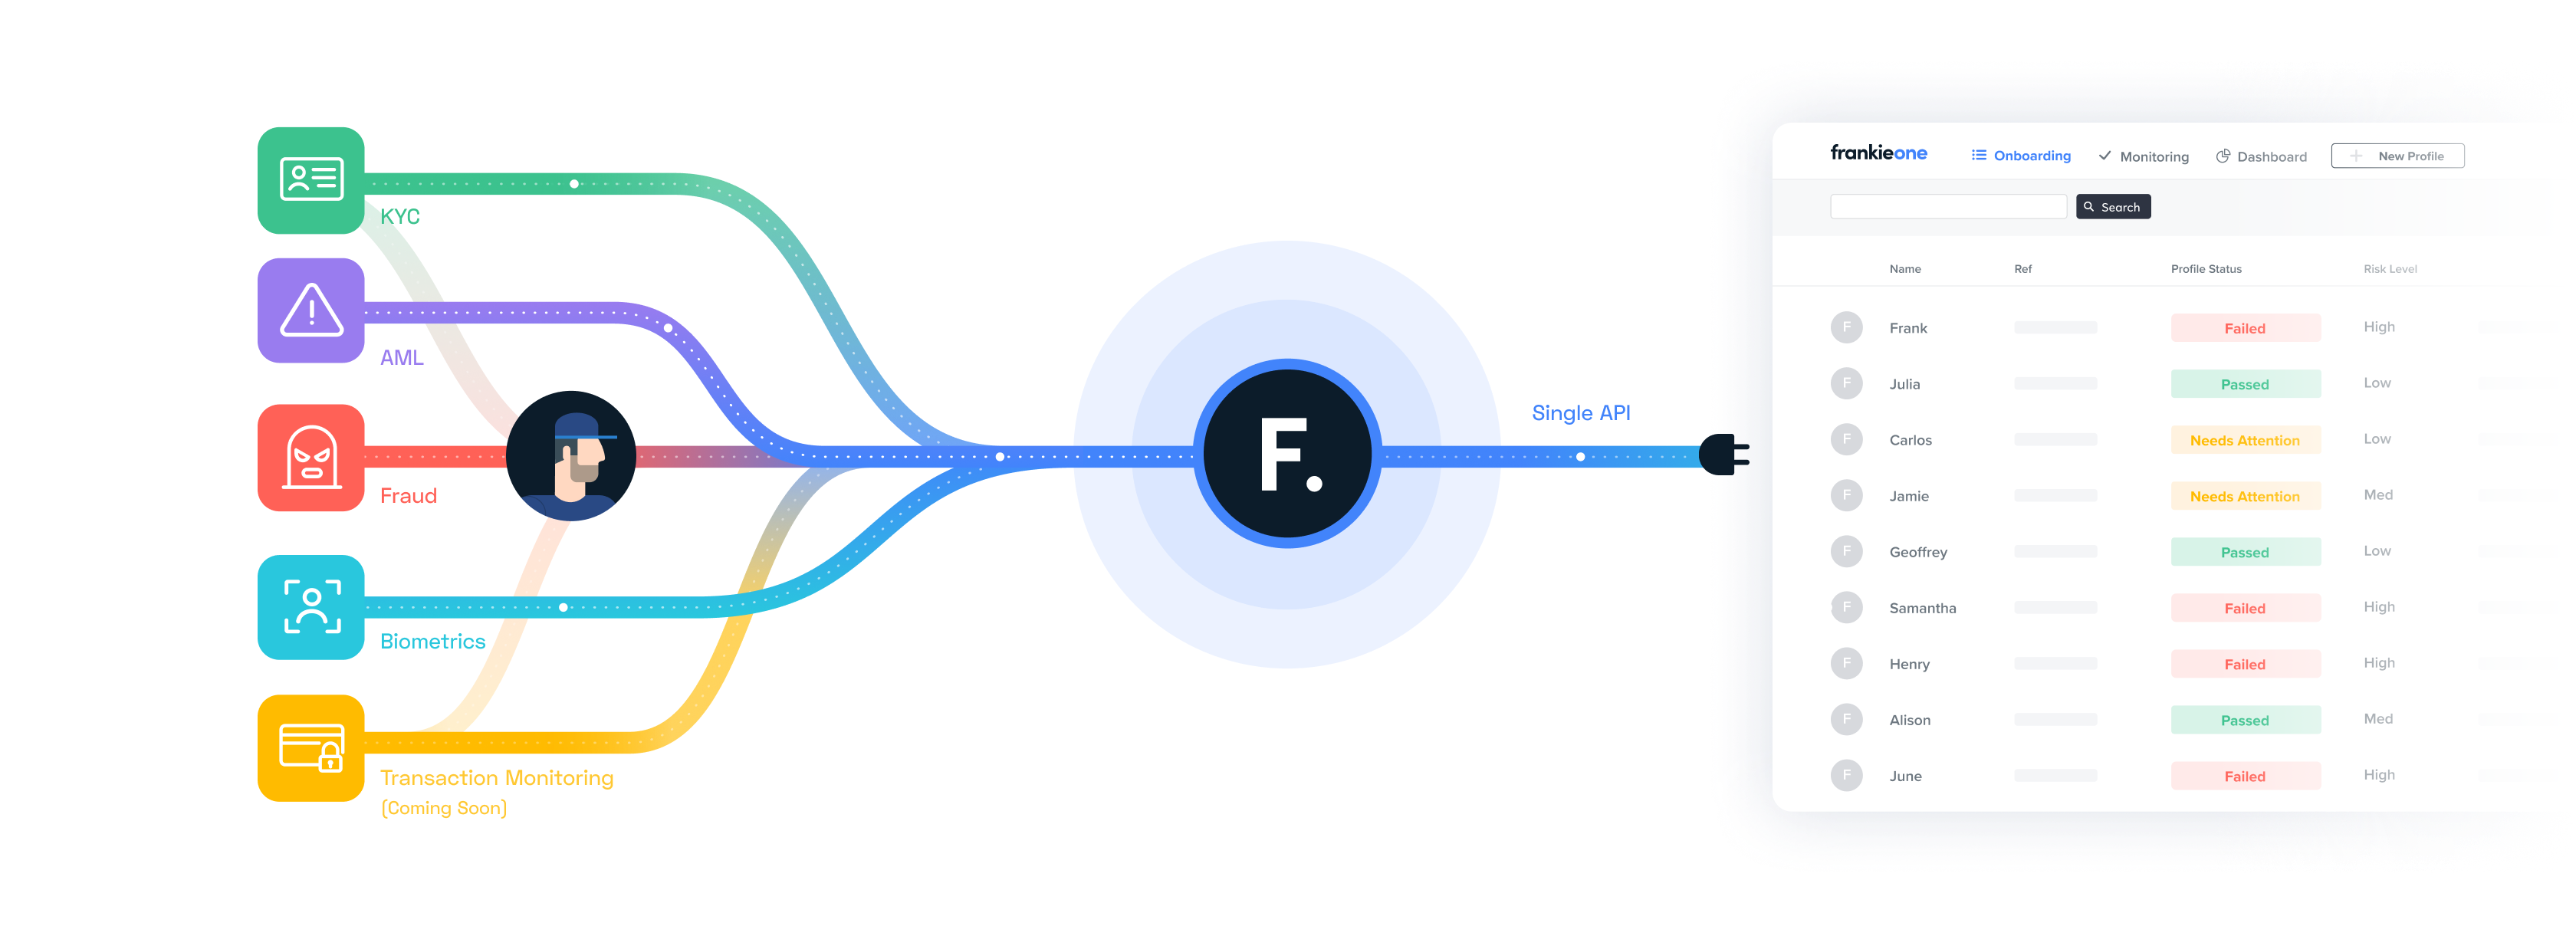 KYC
AML
Fraud
Biometrics
Transaction Monitoring
(Coming Soon)
F.
Single API
frankieone Onboarding Monitoring Dashboard New Profile
Search
Name Ref Profile Status Risk Level
F Frank Failed High
F Julia Passed Low
F Carlos Needs Attention Low
F Jamie Needs Attention Med
F Geoffrey Passed Low
F Samantha Failed High
F Henry Failed High
F Alison Passed Med
F June Failed High